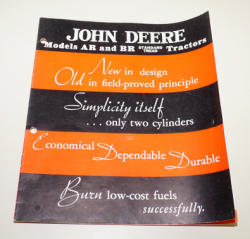 JOHN DEERE
Models AR and BR STANDARD TREAD Tractors
New in design
Old in field-proved principle
Simplicity itself
...only two cylinders
Economical Dependable Durable
Burn low-cost fuels
successfully.